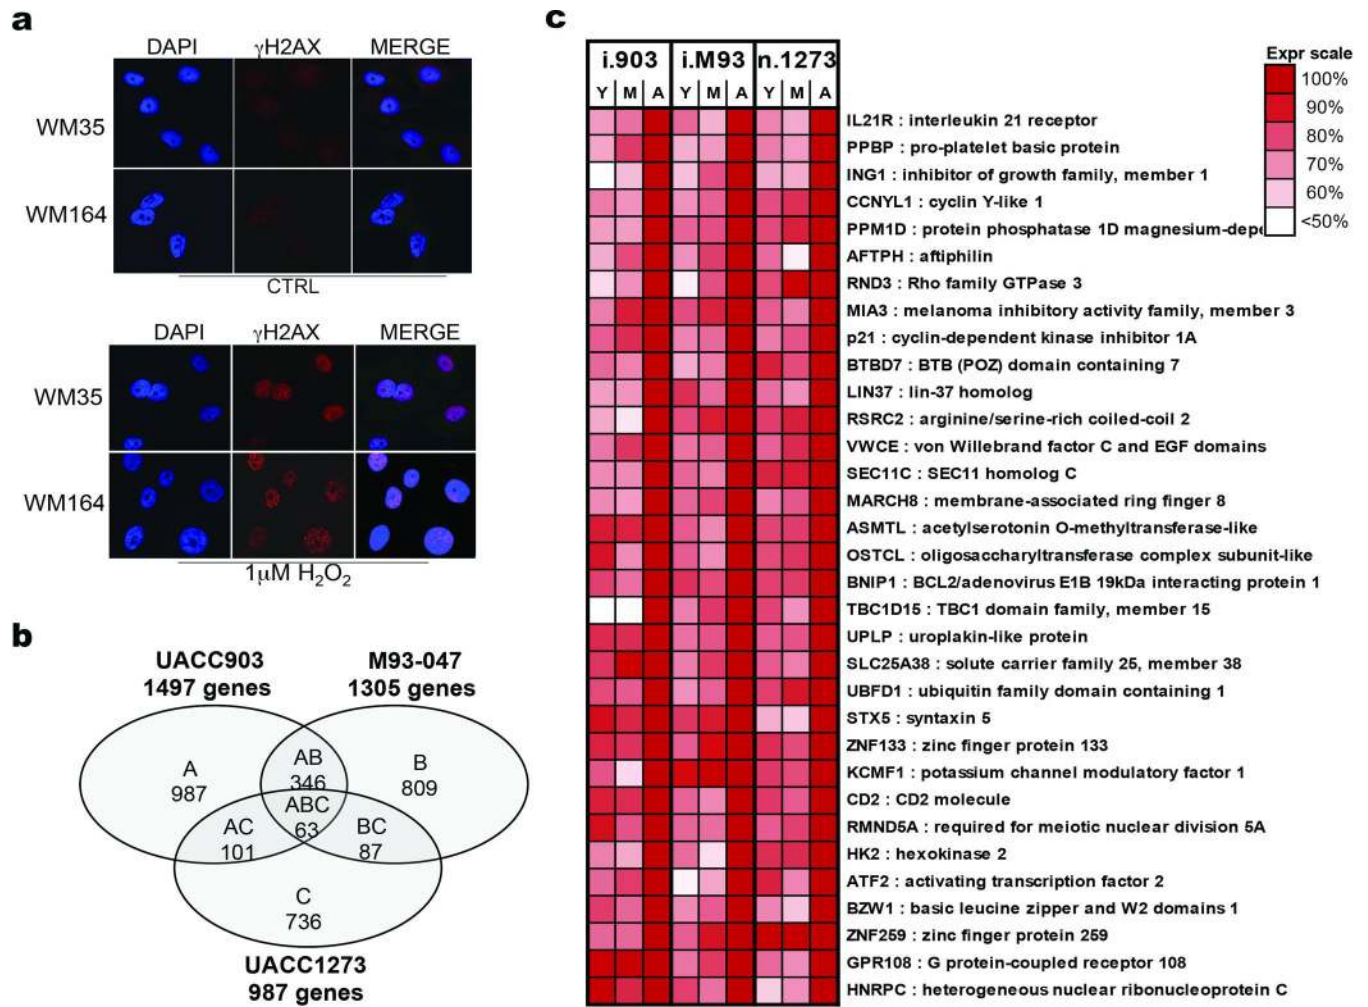 a
DAPI γH2AX MERGE
WM35
WM164
CTRL
DAPI γH2AX MERGE
WM35
WM164
1μM H₂O₂
b
UACC903
1497 genes
M93-047
1305 genes
A
987
AB
346
B
809
ABC
63
AC
101
BC
87
C
736
UACC1273
987 genes
c
i.903 i.M93 n.1273
Y M A Y M A Y M A
Expr scale
100%
90%
80%
70%
60%
<50%
IL21R : interleukin 21 receptor
PPBP : pro-platelet basic protein
ING1 : inhibitor of growth family, member 1
CCNYL1 : cyclin Y-like 1
PPM1D : protein phosphatase 1D magnesium-depe
AFTPH : aftiphilin
RND3 : Rho family GTPase 3
MIA3 : melanoma inhibitory activity family, member 3
p21 : cyclin-dependent kinase inhibitor 1A
BTBD7 : BTB (POZ) domain containing 7
LIN37 : lin-37 homolog
RSRC2 : arginine/serine-rich coiled-coil 2
VWCE : von Willebrand factor C and EGF domains
SEC11C : SEC11 homolog C
MARCH8 : membrane-associated ring finger 8
ASMTL : acetylserotonin O-methyltransferase-like
OSTCL : oligosaccharyltransferase complex subunit-like
BNIP1 : BCL2/adenovirus E1B 19kDa interacting protein 1
TBC1D15 : TBC1 domain family, member 15
UPLP : uroplakin-like protein
SLC25A38 : solute carrier family 25, member 38
UBFD1 : ubiquitin family domain containing 1
STX5 : syntaxin 5
ZNF133 : zinc finger protein 133
KCMF1 : potassium channel modulatory factor 1
CD2 : CD2 molecule
RMND5A : required for meiotic nuclear division 5A
HK2 : hexokinase 2
ATF2 : activating transcription factor 2
BZW1 : basic leucine zipper and W2 domains 1
ZNF259 : zinc finger protein 259
GPR108 : G protein-coupled receptor 108
HNRPC : heterogeneous nuclear ribonucleoprotein C